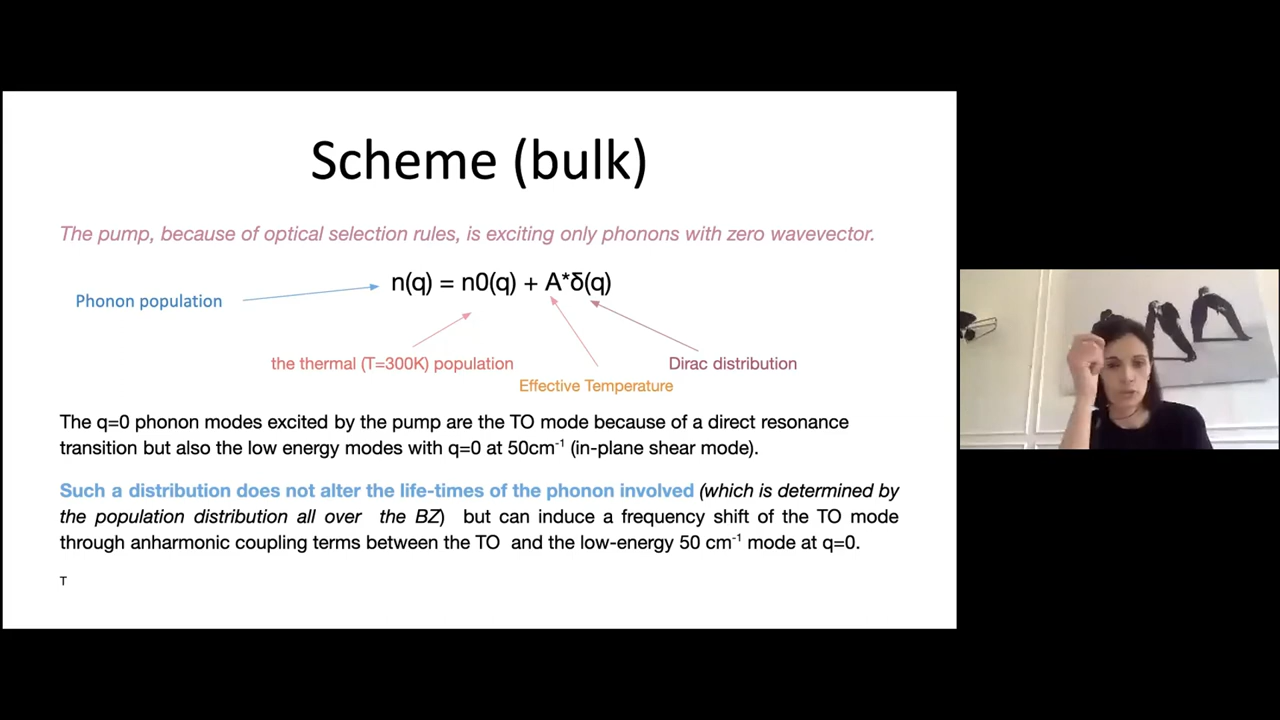 Scheme (bulk)
The pump, because of optical selection rules, is exciting only phonons with zero wavevector.
n(q) = n0(q) + A*δ(q)
Phonon population
the thermal (T=300K) population
Dirac distribution
Effective Temperature
The q=0 phonon modes excited by the pump are the TO mode because of a direct resonance
transition but also the low energy modes with q=0 at 50cm⁻¹ (in-plane shear mode).
Such a distribution does not alter the life-times of the phonon involved (which is determined by
the population distribution all over the BZ) but can induce a frequency shift of the TO mode
through anharmonic coupling terms between the TO and the low-energy 50 cm⁻¹ mode at q=0.
T